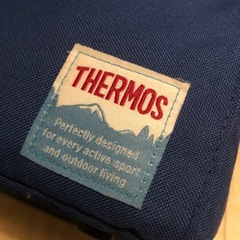 THERMOS
Perfectly designed
for every active sport
and outdoor living